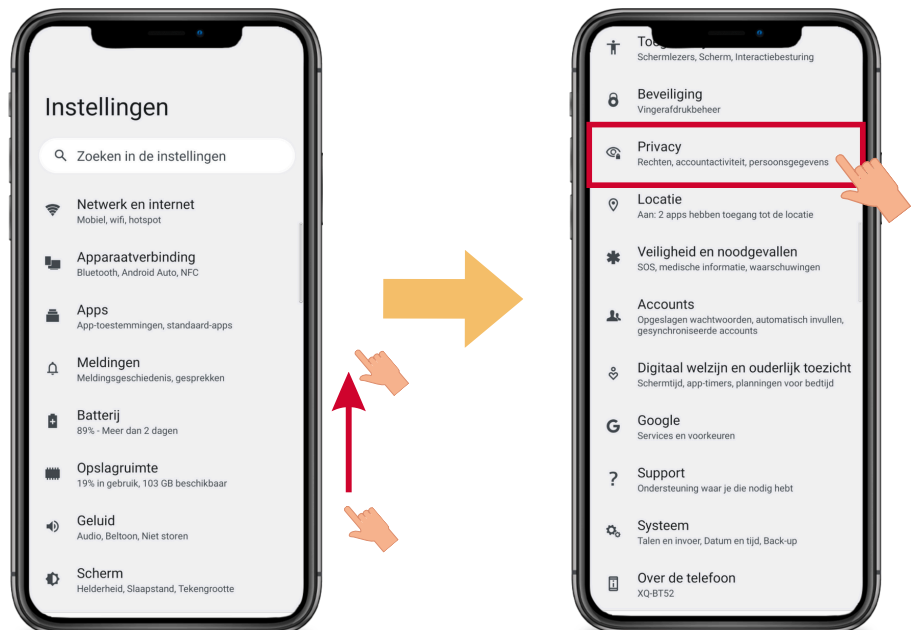 Instellingen
Zoeken in de instellingen
Netwerk en internet
Mobiel, wifi, hotspot
Apparaatverbinding
Bluetooth, Android Auto, NFC
Apps
App-toestemmingen, standaard-apps
Meldingen
Meldingsgeschiedenis, gesprekken
Batterij
89% - Meer dan 2 dagen
Opslagruimte
19% in gebruik, 103 GB beschikbaar
Geluid
Audio, Beltoon, Niet storen
Scherm
Helderheid, Slaapstand, Tekengrootte
Schermlezers, Scherm, Interactiebesturing
Beveiliging
Vingerafdrukbeheer
Privacy
Rechten, accountactiviteit, persoonsgegevens
Locatie
Aan: 2 apps hebben toegang tot de locatie
Veiligheid en noodgevallen
SOS, medische informatie, waarschuwingen
Accounts
Opgeslagen wachtwoorden, automatisch invullen,
gesynchroniseerde accounts
Digitaal welzijn en ouderlijk toezicht
Schermtijd, app-timers, planningen voor bedtijd
Google
Services en voorkeuren
Support
Ondersteuning waar je die nodig hebt
Systeem
Talen en invoer, Datum en tijd, Back-up
Over de telefoon
XQ-BT52